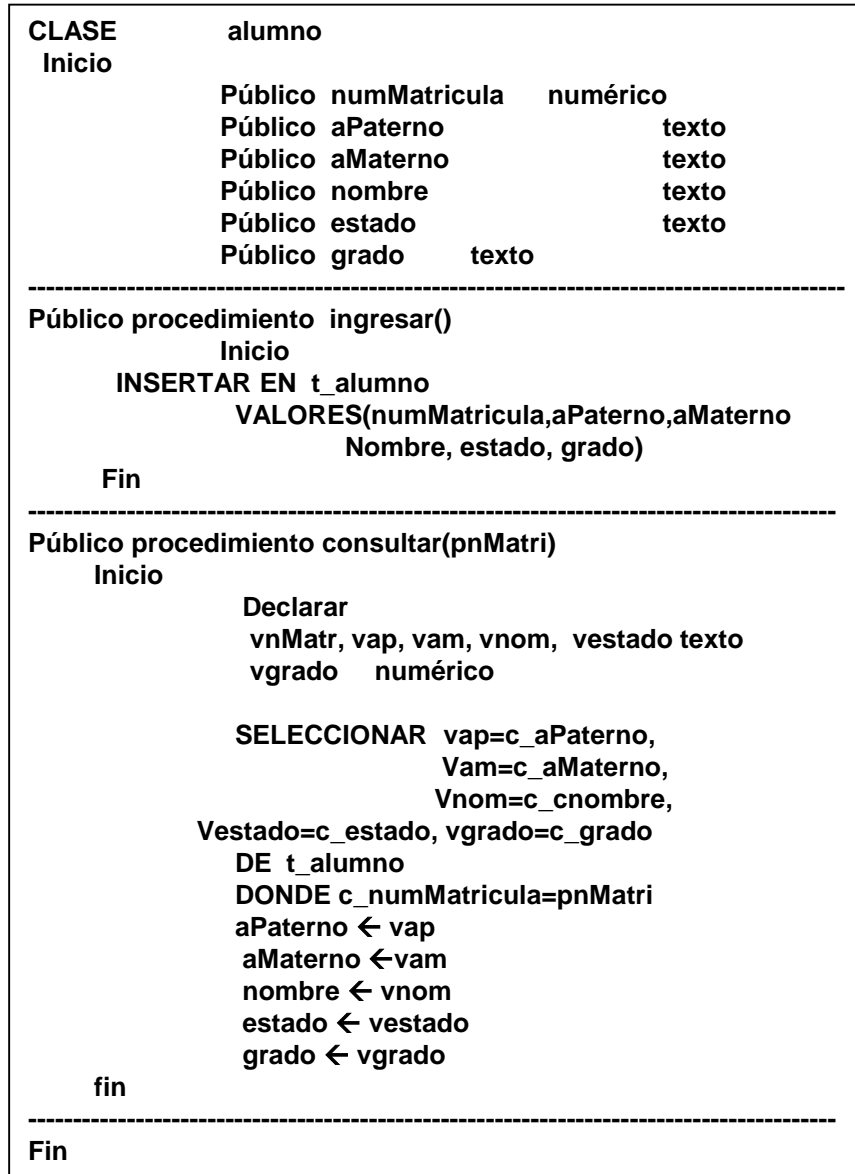 CLASE alumno
Inicio
Público numMatricula numérico
Público aPaterno texto
Público aMaterno texto
Público nombre texto
Público estado texto
Público grado texto
------------------------------------------------------------------------------------------
Público procedimiento ingresar()
Inicio
INSERTAR EN t_alumno
VALORES(numMatricula,aPaterno,aMaterno
Nombre, estado, grado)
Fin
-----------------------------------------------------------------------------------------
Público procedimiento consultar(pnMatri)
Inicio
Declarar
vnMatr, vap, vam, vnom, vestado texto
vgrado numérico
SELECCIONAR vap=c_aPaterno,
Vam=c_aMaterno,
Vnom=c_cnombre,
Vestado=c_estado, vgrado=c_grado
DE t_alumno
DONDE c_numMatricula=pnMatri
aPaterno ← vap
aMaterno ←vam
nombre ← vnom
estado ← vestado
grado ← vgrado
fin
-----------------------------------------------------------------------------------------
Fin